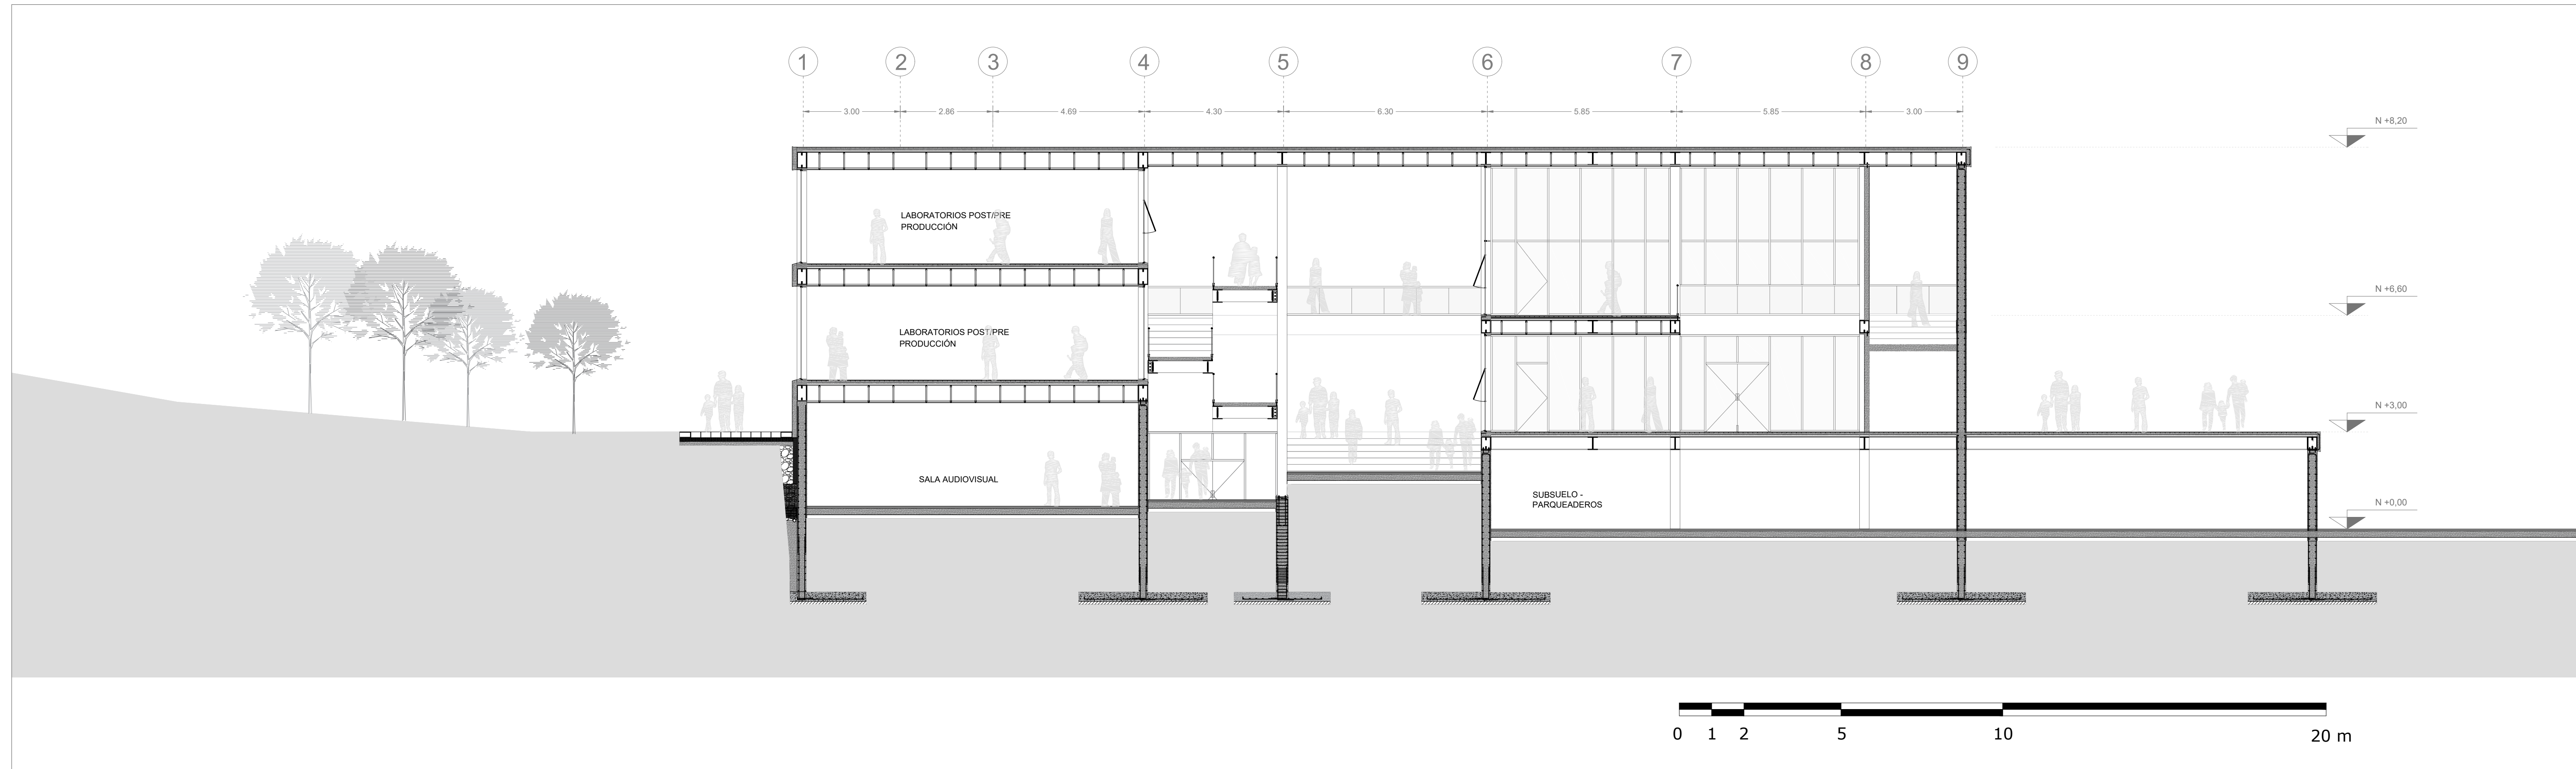 1 2 3 4 5 6 7 8 9
3.00 2.86 4.69 4.30 6.30 5.85 5.85 3.00
N +8,20
LABORATORIOS POST/PRE
PRODUCCIÓN
N +6,60
LABORATORIOS POST/PRE
PRODUCCIÓN
N +3,00
SALA AUDIOVISUAL
SUBSUELO -
PARQUEADEROS
N +0,00
0 1 2 5 10 20 m